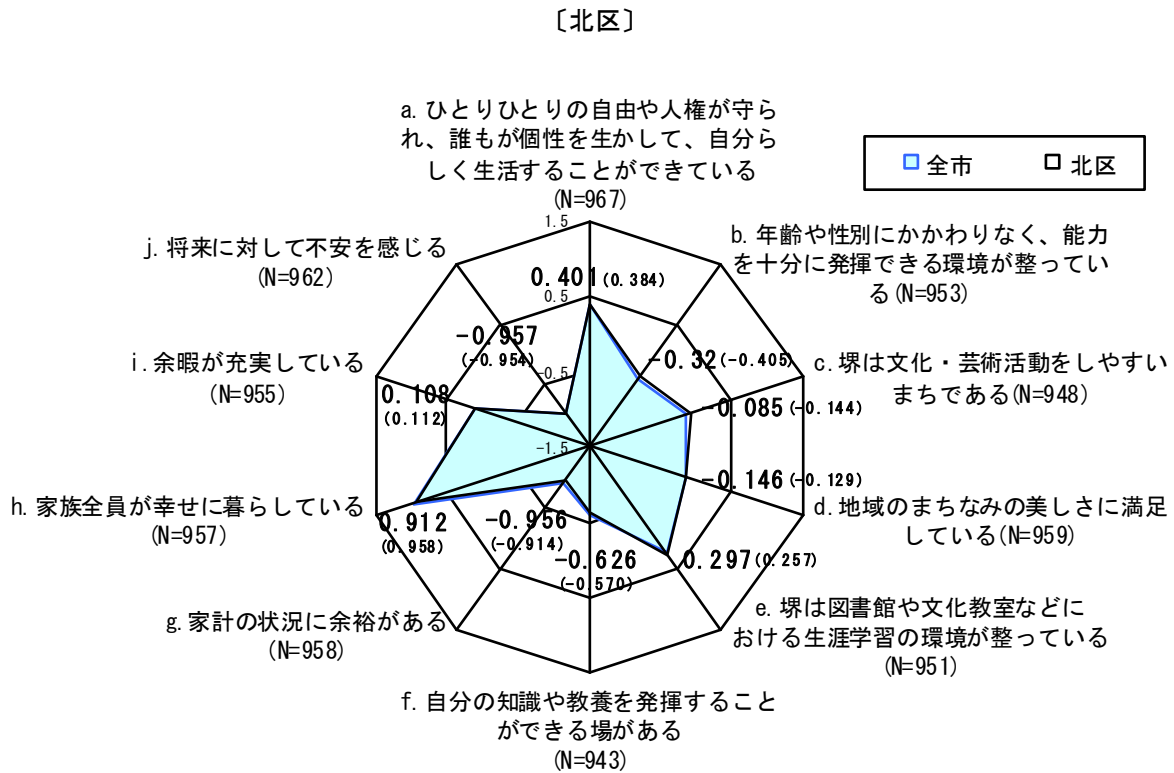 〔北区〕
a. ひとりひとりの自由や人権が守ら
れ、誰もが個性を生かして、自分ら
しく生活することができている
(N=967)
全市 北区
b. 年齢や性別にかかわりなく、能力
を十分に発揮できる環境が整ってい
る(N=953)
j. 将来に対して不安を感じる
(N=962)
1.5
0.401(0.384)
0.5
-0.957
(-0.954)
-0.5
-0.32(-0.405)
c. 堺は文化・芸術活動をしやすい
まちである(N=948)
i. 余暇が充実している
(N=955)
0.108
(0.112)
-0.085(-0.144)
-1.5
-0.146(-0.129)
d. 地域のまちなみの美しさに満足
している(N=959)
h. 家族全員が幸せに暮らしている
(N=957)
0.912
(0.958)
-0.956
(-0.914)
-0.626
(-0.570)
0.297(0.257)
e. 堺は図書館や文化教室などに
おける生涯学習の環境が整っている
(N=951)
g. 家計の状況に余裕がある
(N=958)
f. 自分の知識や教養を発揮すること
ができる場がある
(N=943)